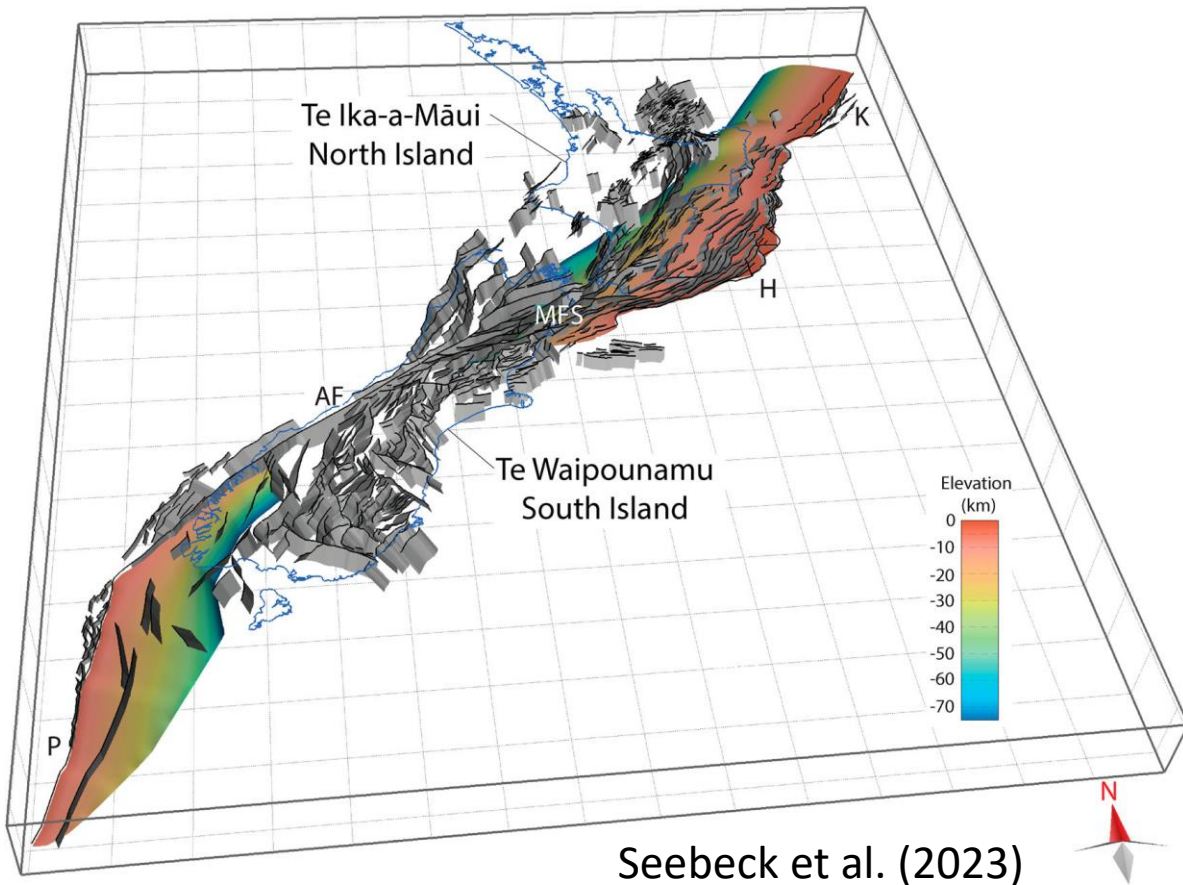 Te Ika-a-Māui
North Island
K
H
MFS
AF
Te Waipounamu
South Island
P
Elevation
(km)
0
-10
-20
-30
-40
-50
-60
-70
N
Seebeck et al. (2023)